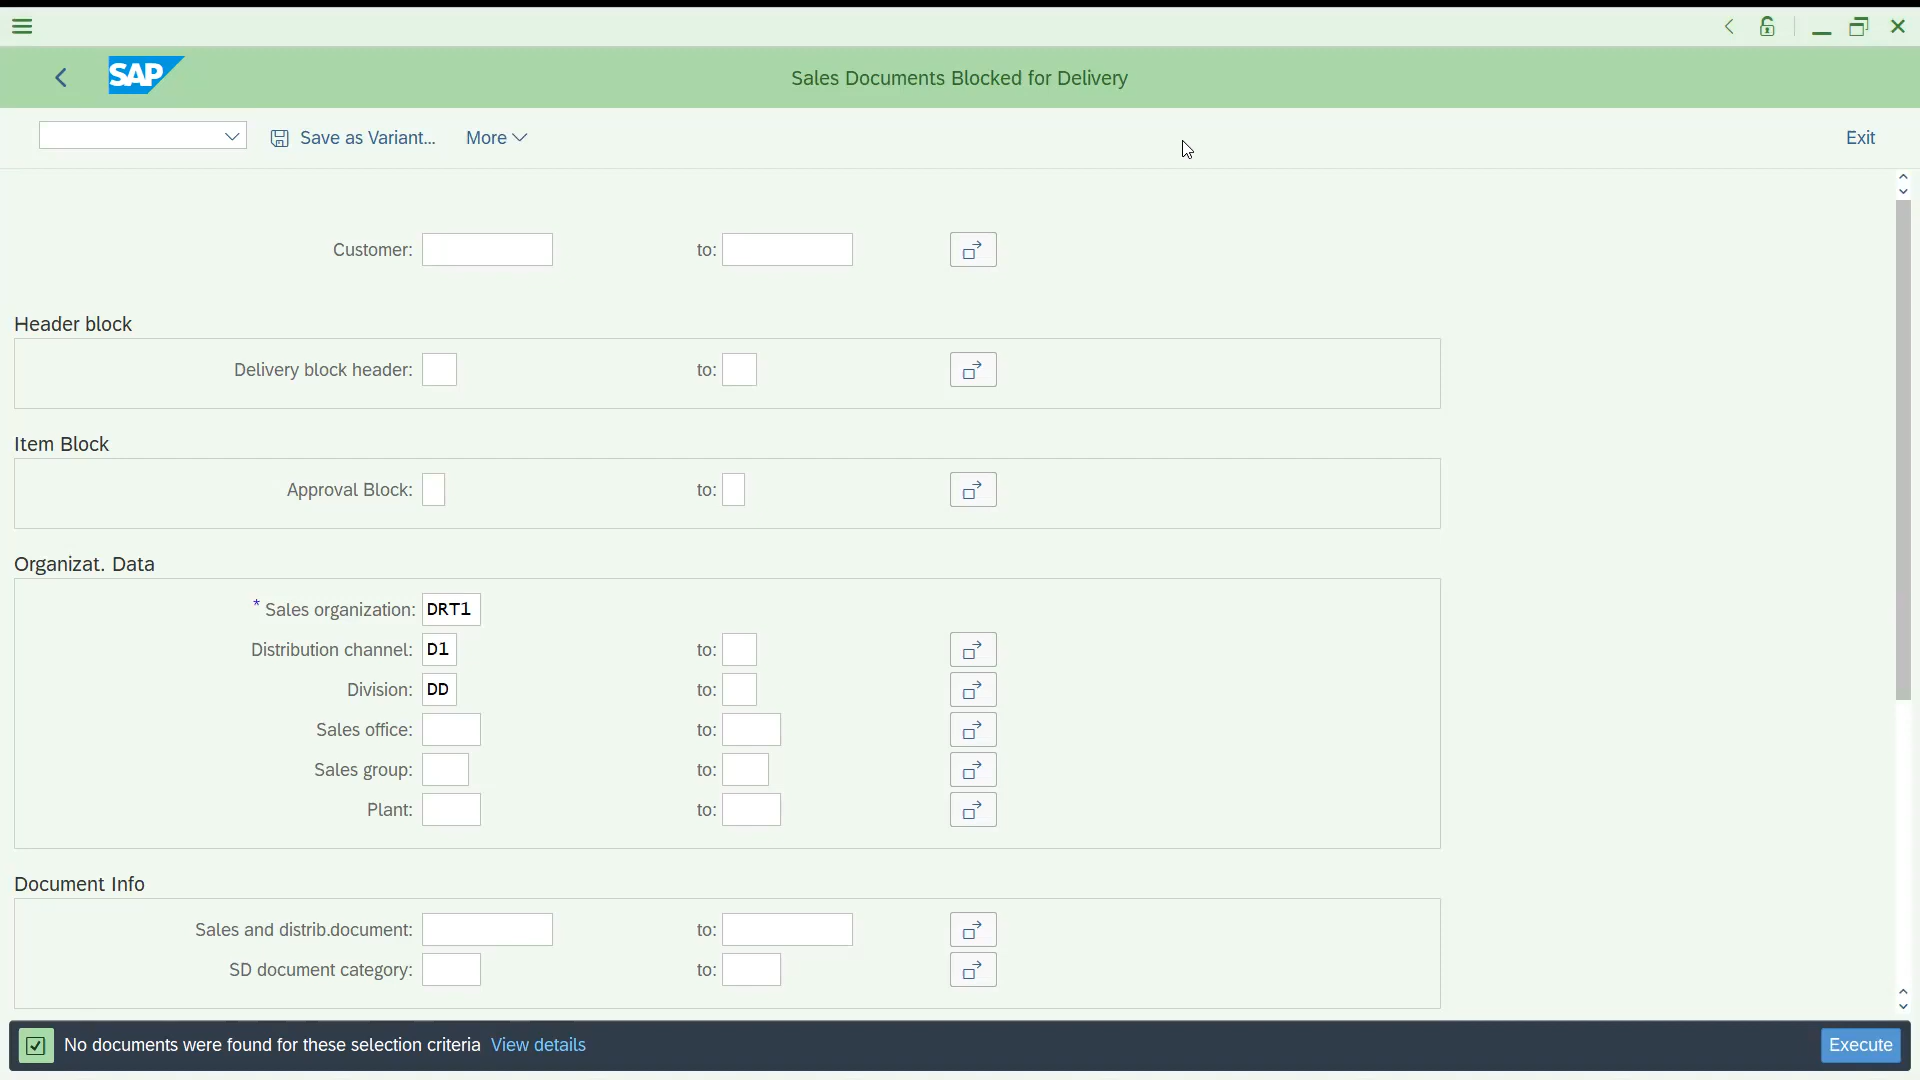 SAP
Sales Documents Blocked for Delivery
Save as Variant... More Exit
Customer: to:
Header block
Delivery block header: to:
Item Block
Approval Block: to:
Organizat. Data
* Sales organization: DRT1
Distribution channel: D1 to:
Division: DD to:
Sales office: to:
Sales group: to:
Plant: to:
Document Info
Sales and distrib.document: to:
SD document category: to:
No documents were found for these selection criteria View details Execute